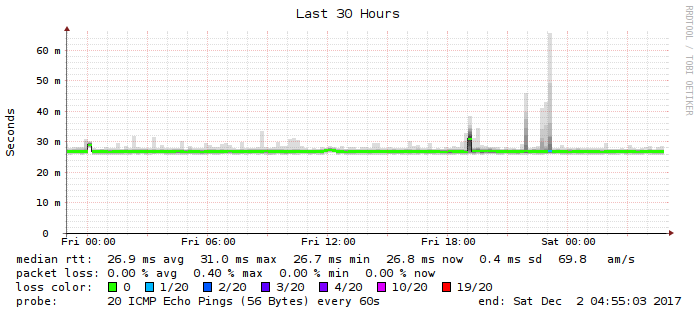 Last 30 Hours
RRDTOOL / TOBI OETIKER
Seconds
60 m
50 m
40 m
30 m
20 m
10 m
0
Fri 00:00 Fri 06:00 Fri 12:00 Fri 18:00 Sat 00:00
median rtt: 26.9 ms avg 31.0 ms max 26.7 ms min 26.8 ms now 0.4 ms sd 69.8 am/s
packet loss: 0.00 % avg 0.40 % max 0.00 % min 0.00 % now
loss color: 0 1/20 2/20 3/20 4/20 10/20 19/20
probe: 20 ICMP Echo Pings (56 Bytes) every 60s end: Sat Dec 2 04:55:03 2017